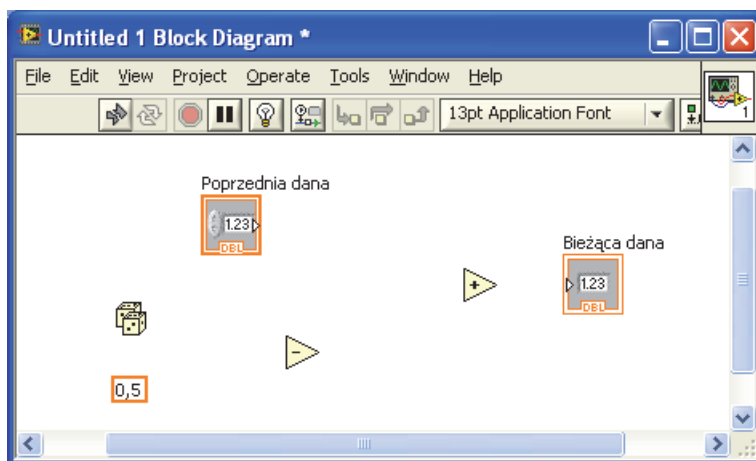 Untitled 1 Block Diagram *
File Edit View Project Operate Tools Window Help
13pt Application Font
1
Poprzednia dana
1.23
DBL
Bieżąca dana
1.23
DBL
+
-
0,5